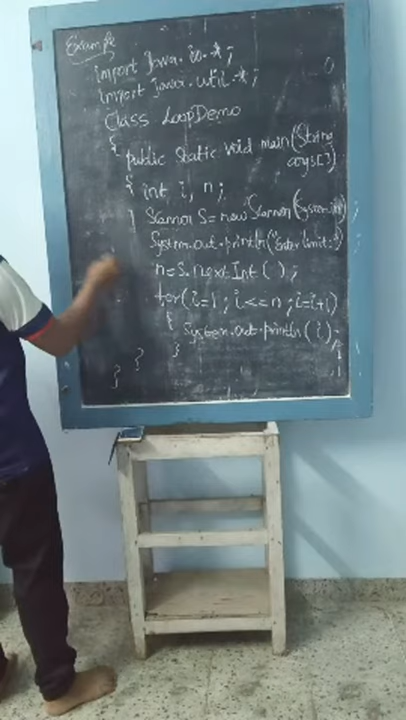 Example
import java.io.*;
import java.util.*;
Class LoopDemo
{
public static void main(String
args[])
{ int i, n;
Scanner S=new Scanner(System.in);
System.out.println("Enter limit:")
n=S.nextInt();
for(i=1; i<=n; i=i+1)
{ System.out.println(i);
}
}
}